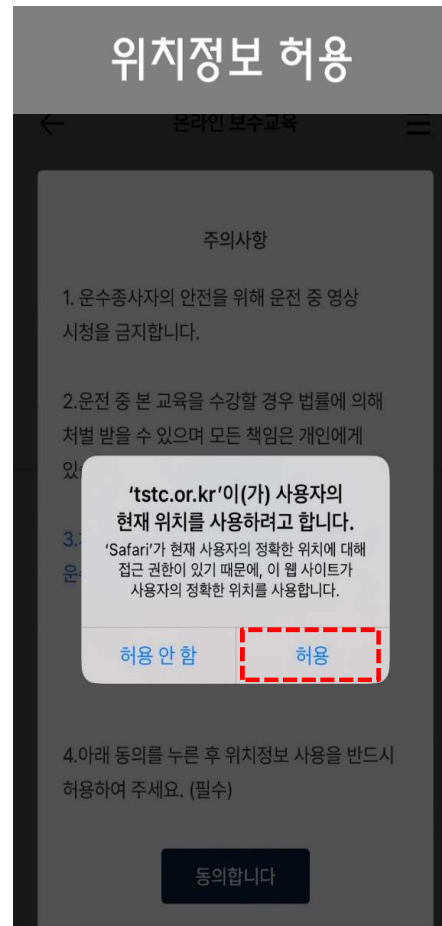 위치정보 허용
온라인 보수교육
주의사항
1. 운수종사자의 안전을 위해 운전 중 영상
시청을 금지합니다.
2.운전 중 본 교육을 수강할 경우 법률에 의해
처벌 받을 수 있으며 모든 책임은 개인에게
'tstc.or.kr'이(가) 사용자의
현재 위치를 사용하려고 합니다.
3.
'Safari'가 현재 사용자의 정확한 위치에 대해
접근 권한이 있기 때문에, 이 웹 사이트가
사용자의 정확한 위치를 사용합니다.
허용 안 함
허용
4.아래 동의를 누른 후 위치정보 사용을 반드시
허용하여 주세요. (필수)
동의합니다